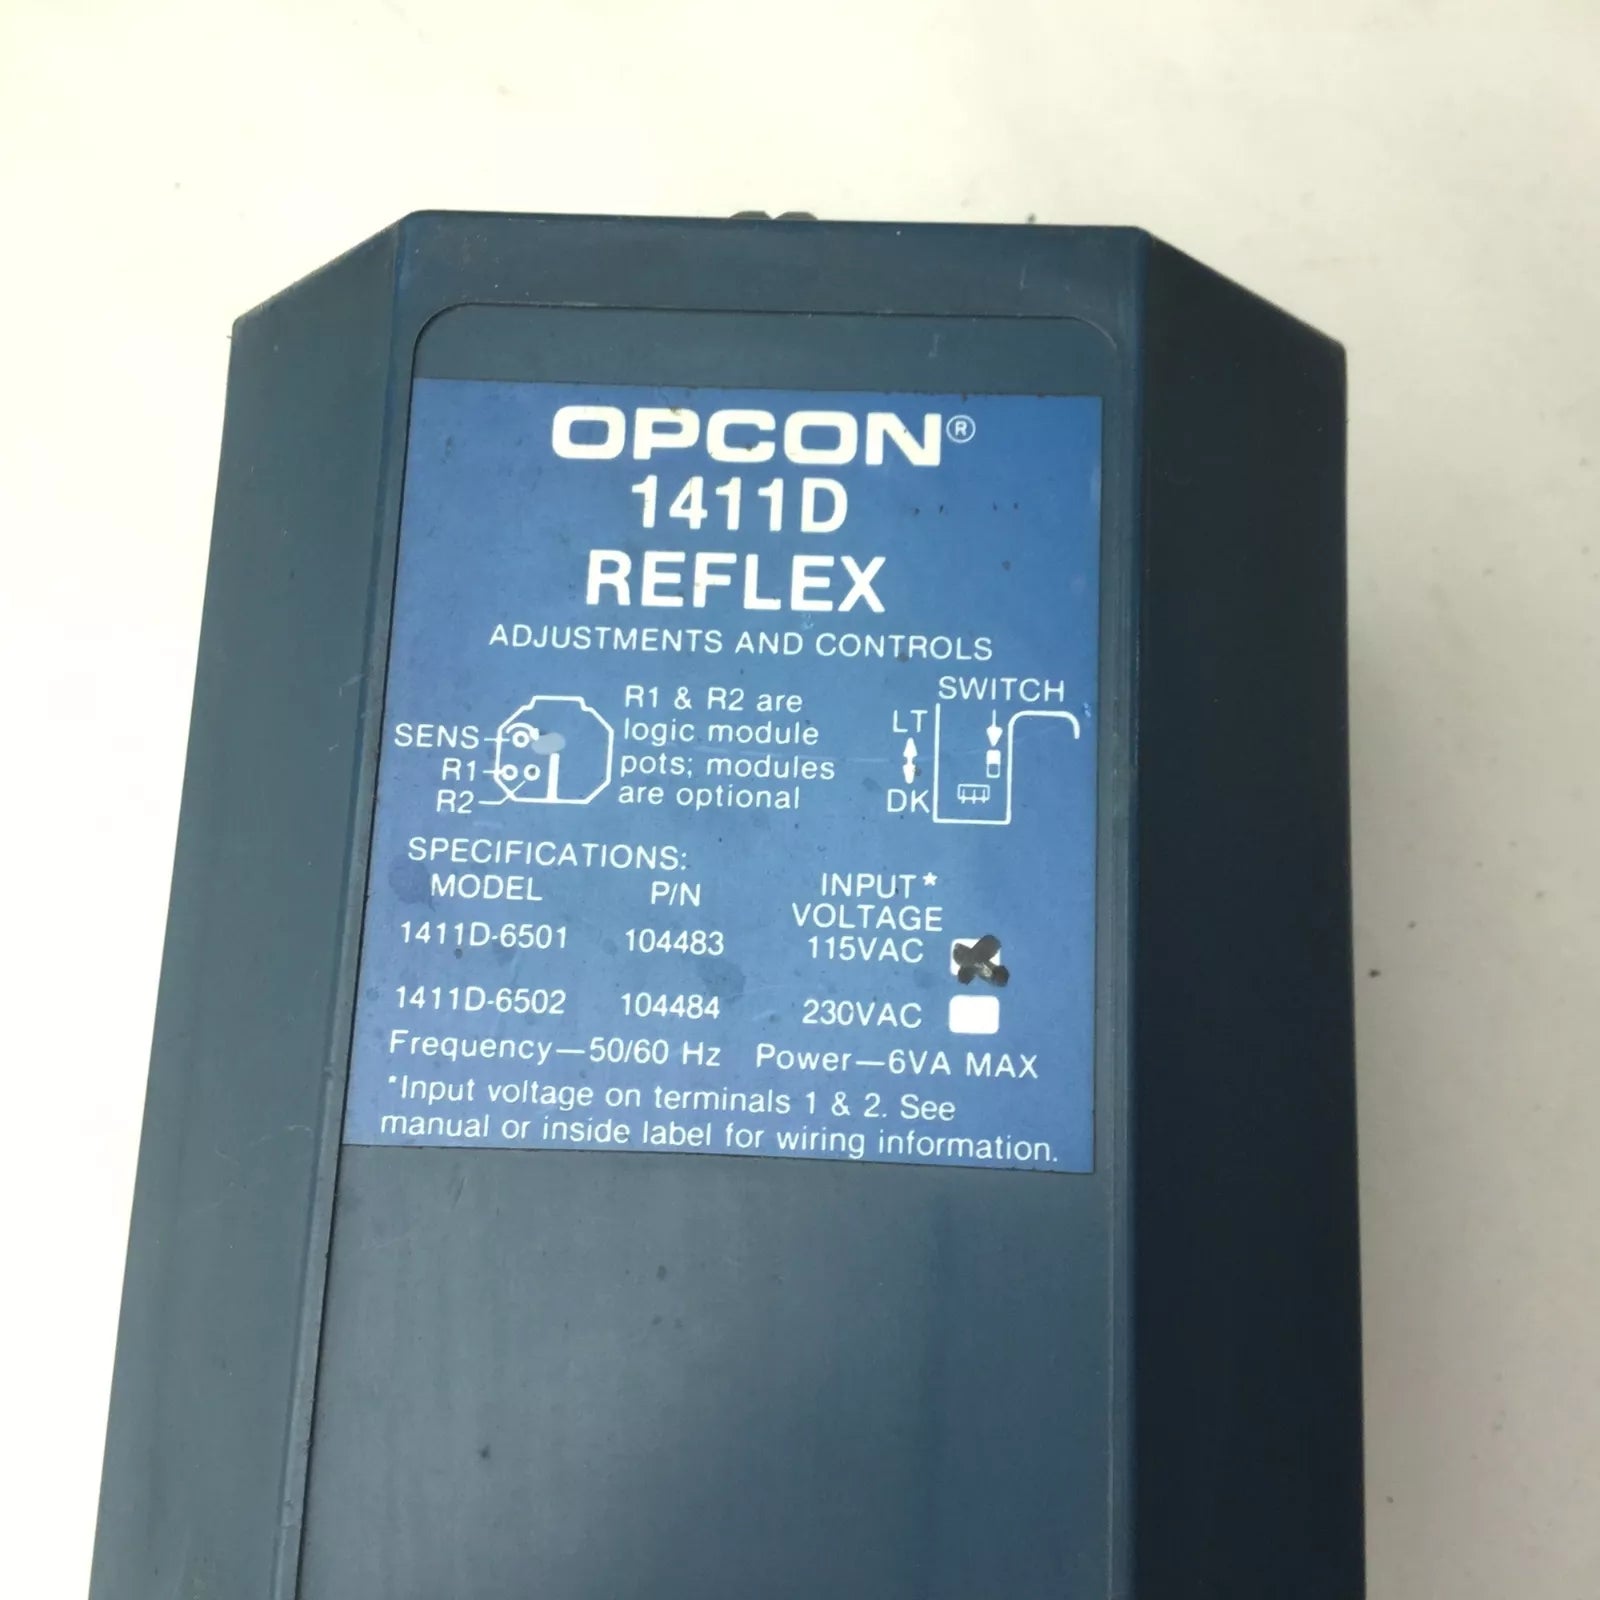 OPCON®
1411D
REFLEX
ADJUSTMENTS AND CONTROLS
SENS
R1
R2
R1 & R2 are
logic module
pots; modules
are optional
SWITCH
LT
DK
SPECIFICATIONS:
MODEL P/N INPUT*
VOLTAGE
1411D-6501 104483 115VAC
1411D-6502 104484 230VAC
Frequency—50/60 Hz Power—6VA MAX
*Input voltage on terminals 1 & 2. See
manual or inside label for wiring information.